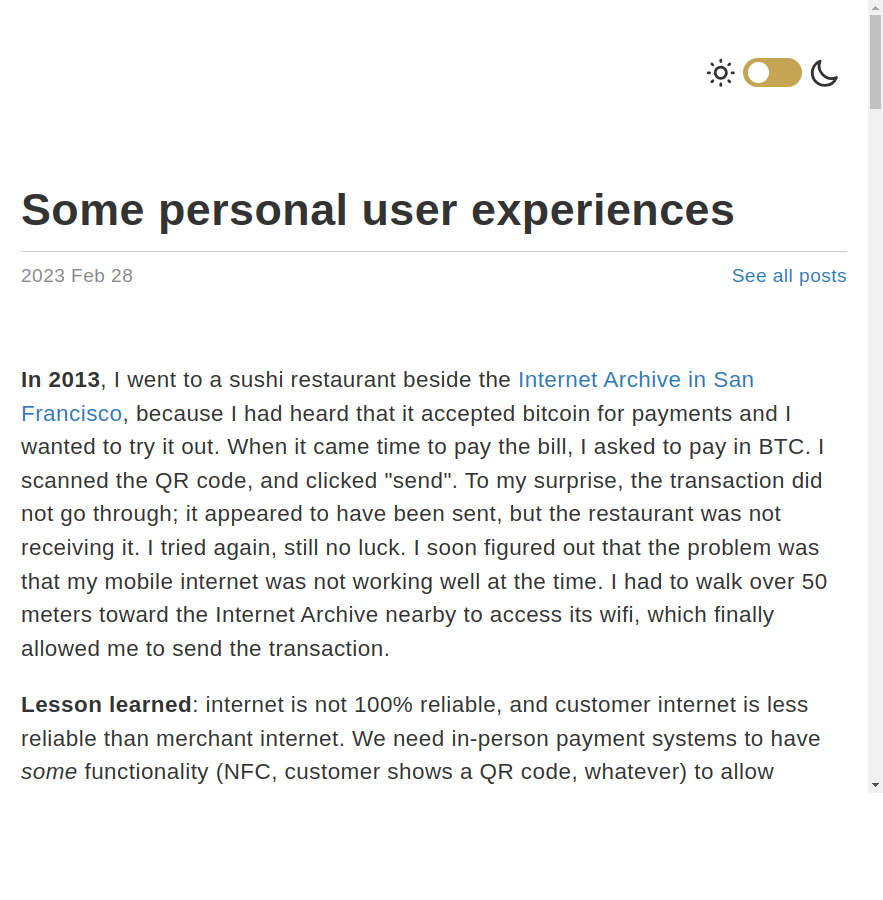 Some personal user experiences
2023 Feb 28
See all posts
In 2013, I went to a sushi restaurant beside the Internet Archive in San
Francisco, because I had heard that it accepted bitcoin for payments and I
wanted to try it out. When it came time to pay the bill, I asked to pay in BTC. I
scanned the QR code, and clicked "send". To my surprise, the transaction did
not go through; it appeared to have been sent, but the restaurant was not
receiving it. I tried again, still no luck. I soon figured out that the problem was
that my mobile internet was not working well at the time. I had to walk over 50
meters toward the Internet Archive nearby to access its wifi, which finally
allowed me to send the transaction.
Lesson learned: internet is not 100% reliable, and customer internet is less
reliable than merchant internet. We need in-person payment systems to have
some functionality (NFC, customer shows a QR code, whatever) to allow